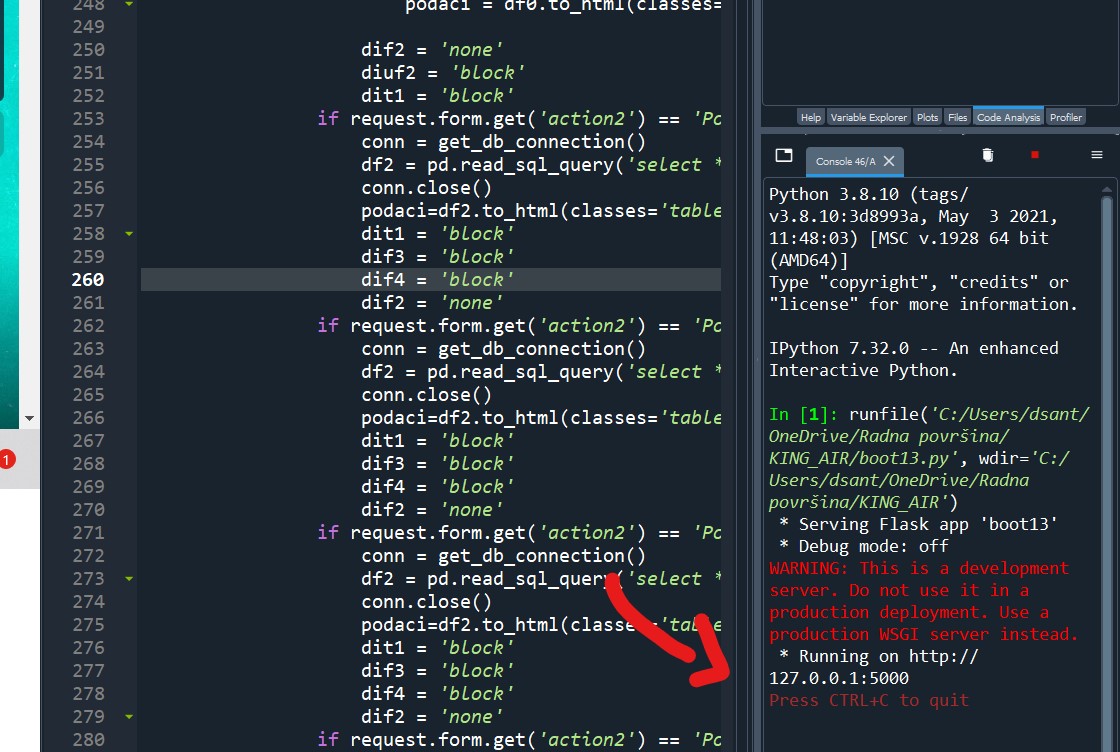 248 podaci = df0.to_html(classes=
249
250 dif2 = 'none'
251 diuf2 = 'block'
252 dit1 = 'block'
253 if request.form.get('action2') == 'Po
254 conn = get_db_connection()
255 df2 = pd.read_sql_query('select *
256 conn.close()
257 podaci=df2.to_html(classes='table
258 dit1 = 'block'
259 dif3 = 'block'
260 dif4 = 'block'
261 dif2 = 'none'
262 if request.form.get('action2') == 'Po
263 conn = get_db_connection()
264 df2 = pd.read_sql_query('select *
265 conn.close()
266 podaci=df2.to_html(classes='table
267 dit1 = 'block'
268 dif3 = 'block'
269 dif4 = 'block'
270 dif2 = 'none'
271 if request.form.get('action2') == 'Po
272 conn = get_db_connection()
273 df2 = pd.read_sql_query('select *
274 conn.close()
275 podaci=df2.to_html(classes='table
276 dit1 = 'block'
277 dif3 = 'block'
278 dif4 = 'block'
279 dif2 = 'none'
280 if request.form.get('action2') == 'Po
1
Help Variable Explorer Plots Files Code Analysis Profiler
Console 46/A
Python 3.8.10 (tags/
v3.8.10:3d8993a, May 3 2021,
11:48:03) [MSC v.1928 64 bit
(AMD64)]
Type "copyright", "credits" or
"license" for more information.
IPython 7.32.0 -- An enhanced
Interactive Python.
In [1]: runfile('C:/Users/dsant/
OneDrive/Radna površina/
KING_AIR/boot13.py', wdir='C:/
Users/dsant/OneDrive/Radna
površina/KING_AIR')
* Serving Flask app 'boot13'
* Debug mode: off
WARNING: This is a development
server. Do not use it in a
production deployment. Use a
production WSGI server instead.
* Running on http://
127.0.0.1:5000
Press CTRL+C to quit